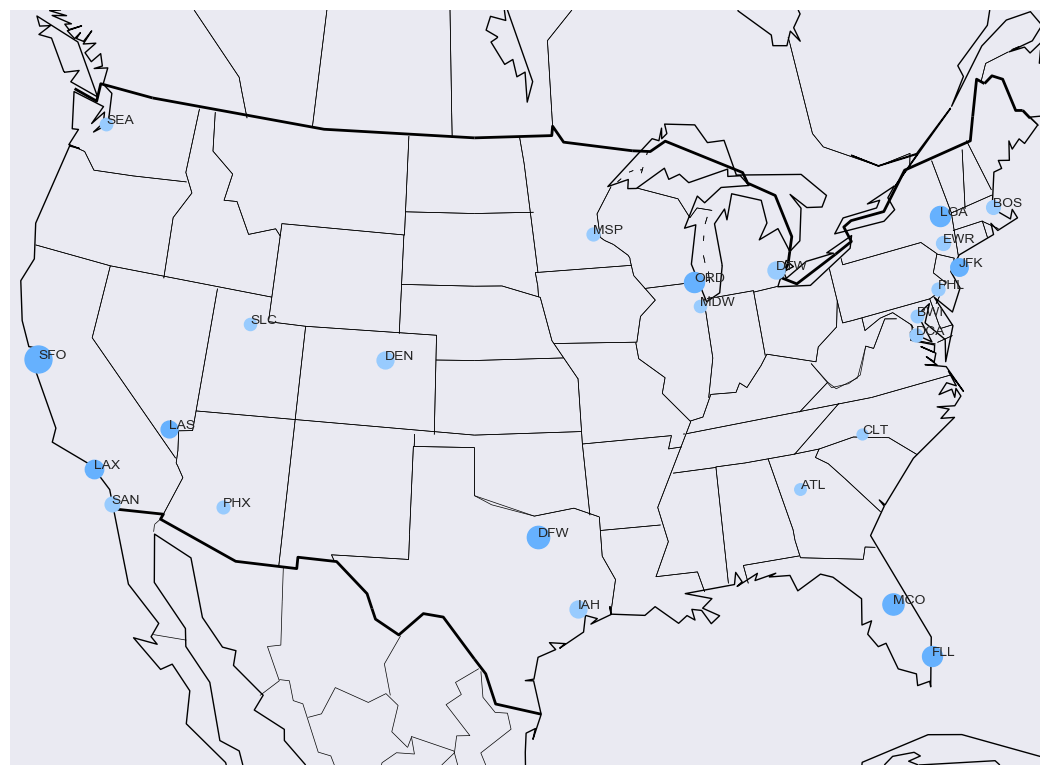 SEA
BOS
LGA
MSP
EWR
JFK
DTW
ORD
PHL
MDW
BWI
SLC
DCA
SFO
DEN
LAS
CLT
LAX
ATL
SAN
PHX
DFW
MCO
IAH
FLL